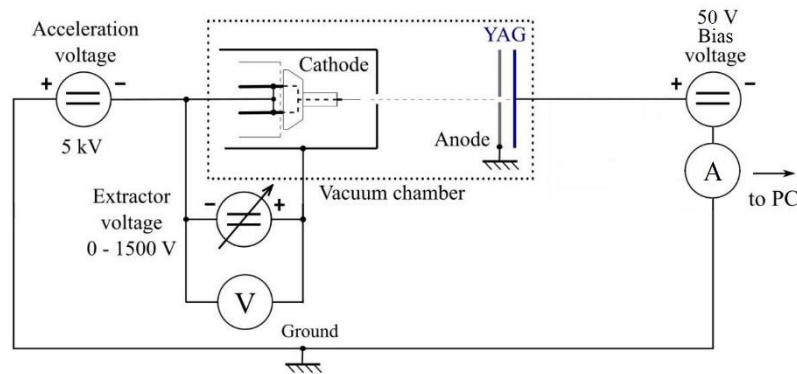 Acceleration
voltage
+
−
5 kV
Cathode
YAG
Anode
Vacuum chamber
50 V
Bias
voltage
+
−
A
to PC
Extractor
voltage
0 - 1500 V
−
+
V
Ground